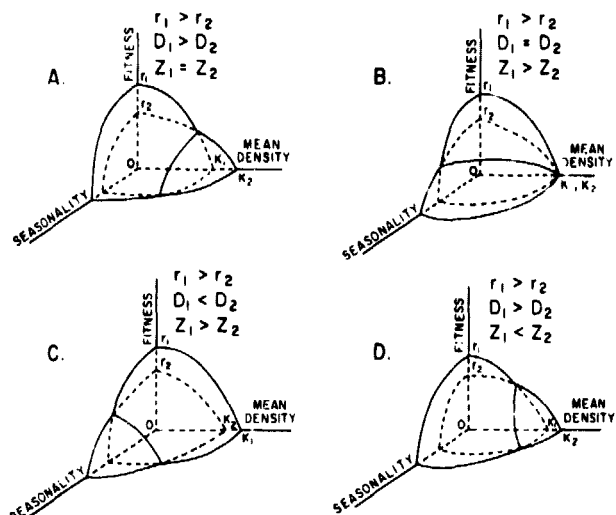 A.
r₁ > r₂
D₁ > D₂
Z₁ = Z₂
FITNESS
r₁
r₂
O
K₁
K₂
MEAN DENSITY
SEASONALITY
B.
r₁ > r₂
D₁ = D₂
Z₁ > Z₂
FITNESS
r₁
r₂
O
K₁, K₂
MEAN DENSITY
SEASONALITY
C.
r₁ > r₂
D₁ < D₂
Z₁ > Z₂
FITNESS
r₁
r₂
O
K₂
K₁
MEAN DENSITY
SEASONALITY
D.
r₁ > r₂
D₁ > D₂
Z₁ < Z₂
FITNESS
r₁
r₂
O
K₁
K₂
MEAN DENSITY
SEASONALITY